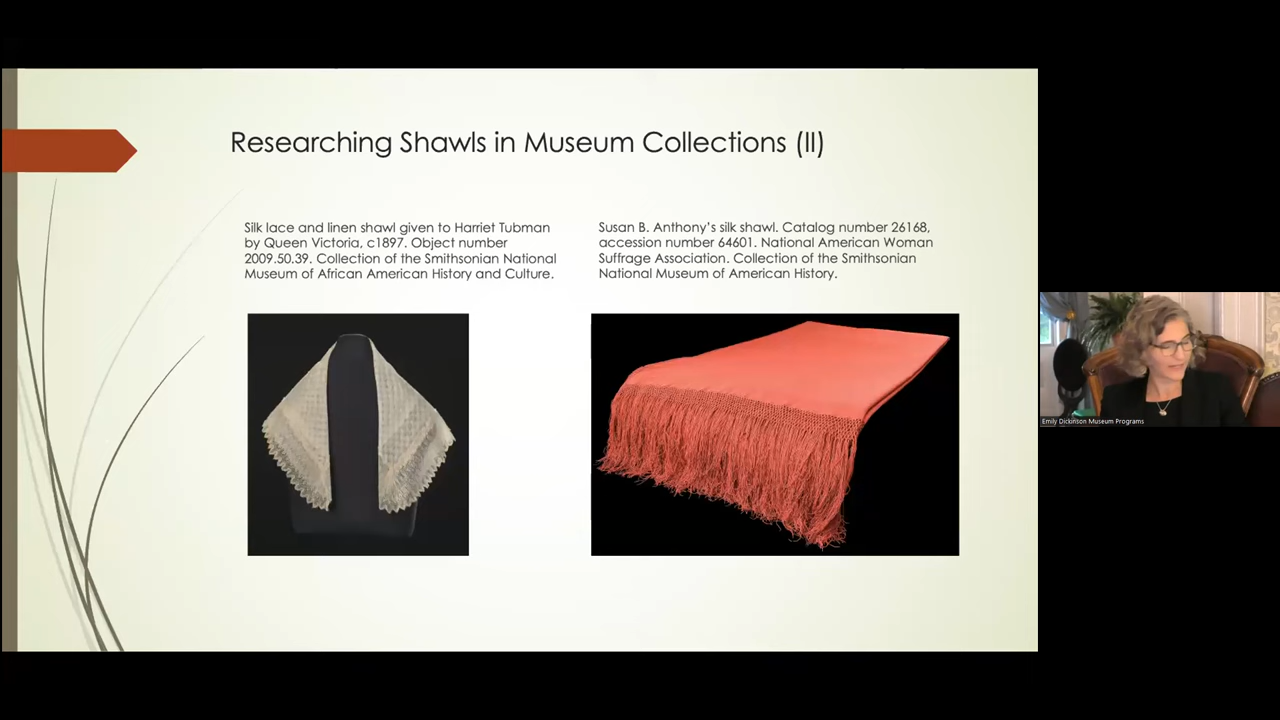 Researching Shawls in Museum Collections (II)
Silk lace and linen shawl given to Harriet Tubman
by Queen Victoria, c1897. Object number
2009.50.39. Collection of the Smithsonian National
Museum of African American History and Culture.
Susan B. Anthony's silk shawl. Catalog number 26168,
accession number 64601. National American Woman
Suffrage Association. Collection of the Smithsonian
National Museum of American History.
Emily Dickinson Museum Programs